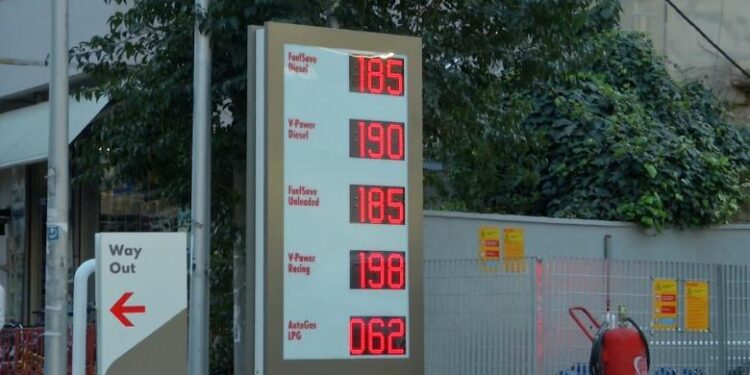 FuelSave
Diesel
185
V-Power
Diesel
190
FuelSave
Unleaded
185
V-Power
Racing
198
AutoGas
LPG
062
Way
Out